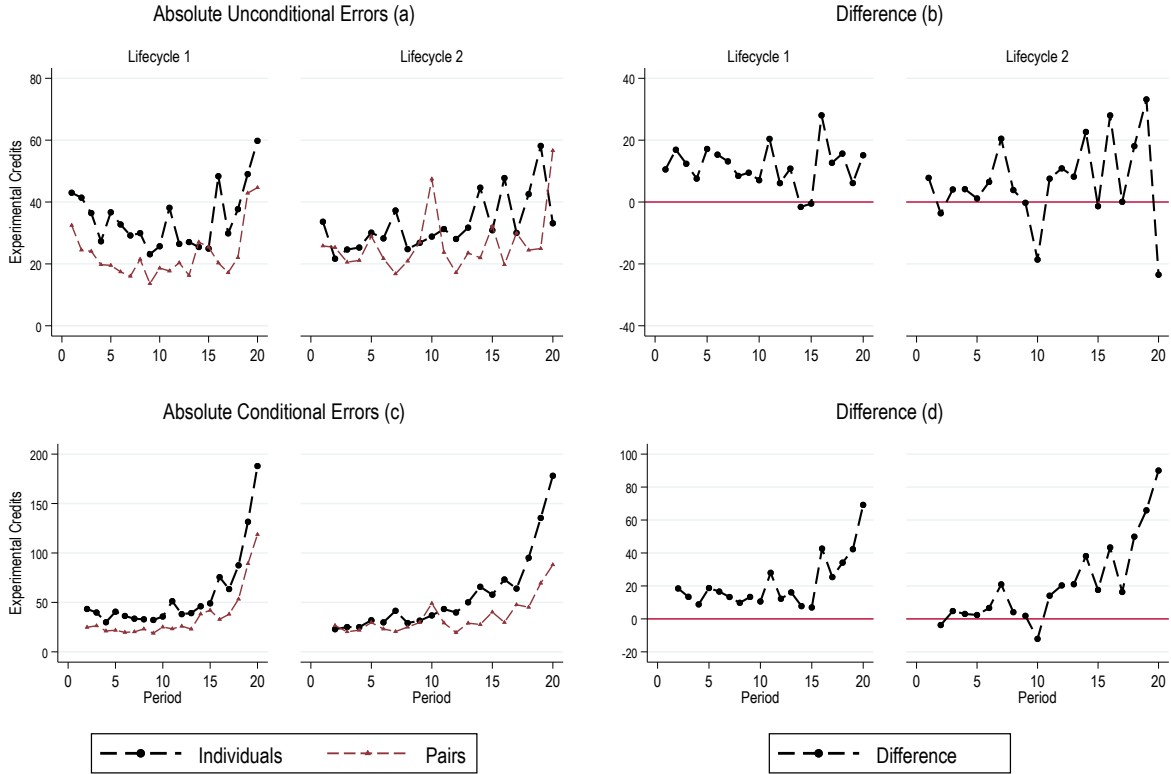 Absolute Unconditional Errors (a)
Difference (b)
Lifecycle 1
Lifecycle 2
Lifecycle 1
Lifecycle 2
Experimental Credits
80
60
40
20
0
0 5 10 15 20
0 5 10 15 20
40
20
0
-20
-40
0 5 10 15 20
0 5 10 15 20
Absolute Conditional Errors (c)
Difference (d)
Experimental Credits
200
150
100
50
0
0 5 10 15 20
0 5 10 15 20
Period
100
80
60
40
20
0
-20
0 5 10 15 20
0 5 10 15 20
Period
Individuals
Pairs
Difference